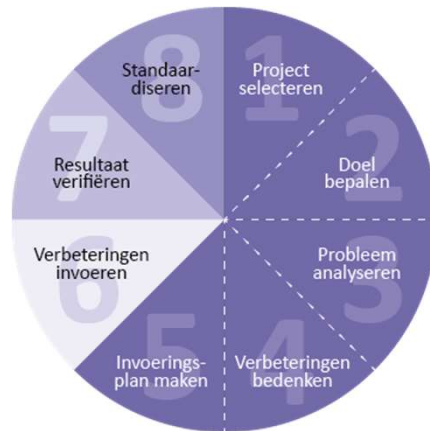 1
Project
selecteren
2
Doel
bepalen
3
Probleem
analyseren
4
Verbeteringen
bedenken
5
Invoerings-
plan maken
6
Verbeteringen
invoeren
7
Resultaat
verifiëren
8
Standaar-
diseren